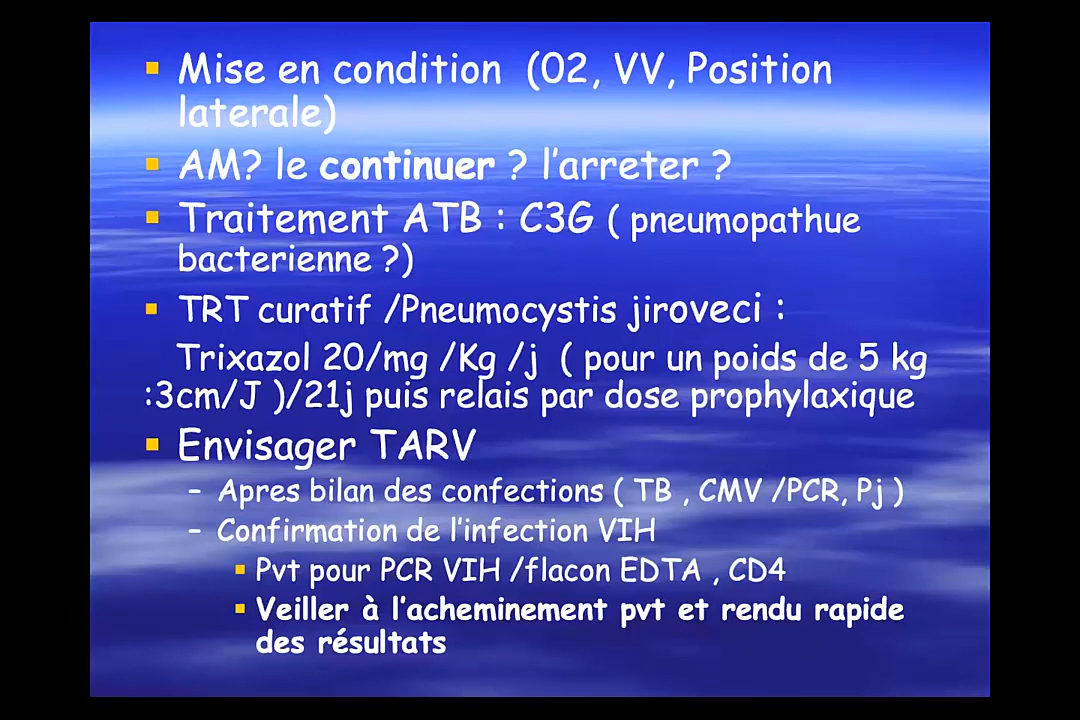 ▪ Mise en condition (02, VV, Position
laterale)
▪ AM? le continuer ? l'arreter ?
▪ Traitement ATB : C3G ( pneumopathue
bacterienne ?)
▪ TRT curatif /Pneumocystis jiroveci :
Trixazol 20/mg /Kg /j ( pour un poids de 5 kg
:3cm/J )/21j puis relais par dose prophylaxique
▪ Envisager TARV
– Apres bilan des confections ( TB , CMV /PCR, Pj )
– Confirmation de l'infection VIH
▪ Pvt pour PCR VIH /flacon EDTA , CD4
▪ Veiller à l'acheminement pvt et rendu rapide
des résultats